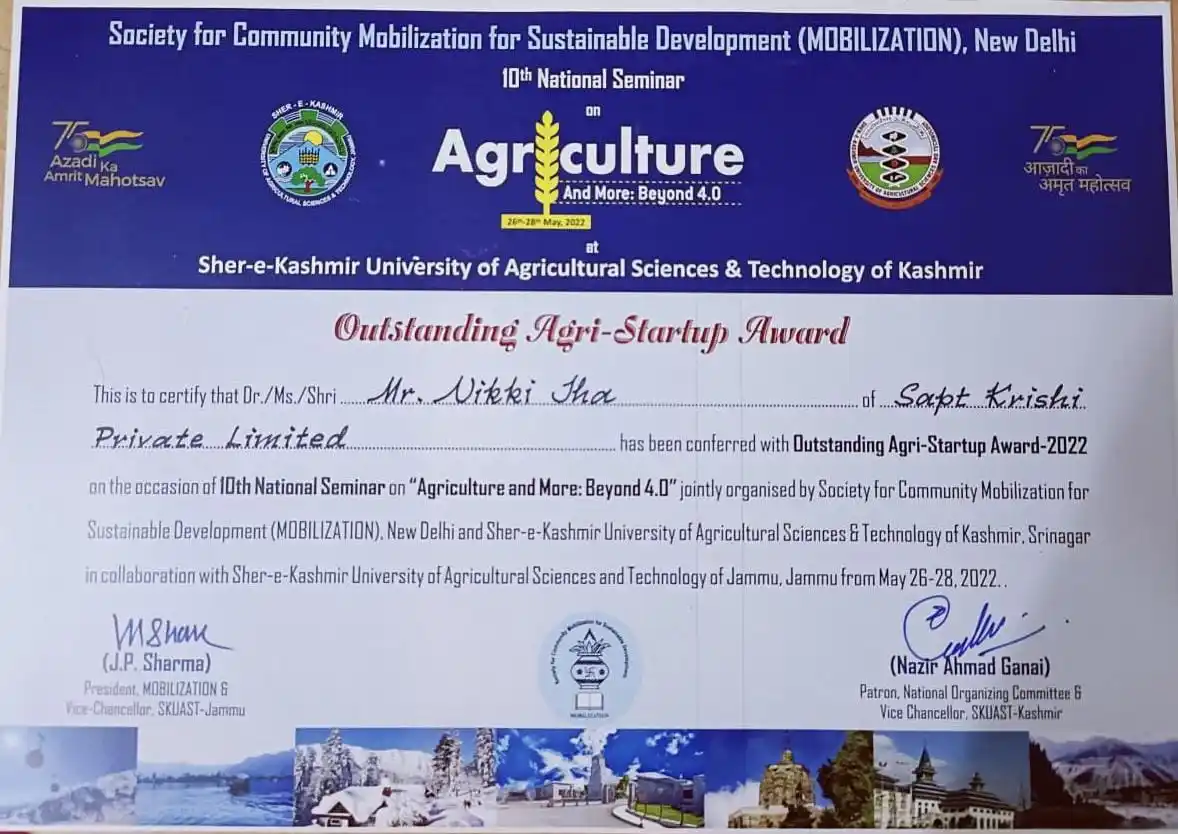 Society for Community Mobilization for Sustainable Development (MOBILIZATION), New Delhi
10th National Seminar
on
75
Azadi Ka
Amrit Mahotsav
SHER-E-KASHMIR
UNIVERSITY OF AGRICULTURAL SCIENCES & TECHNOLOGY
Agriculture
And More: Beyond 4.0
26th-28th May, 2022
UNIVERSITY OF AGRICULTURAL SCIENCES AND
75
आज़ादी का
अमृत महोत्सव
at
Sher-e-Kashmir University of Agricultural Sciences & Technology of Kashmir
Outstanding Agri-Startup Award
This is to certify that Dr./Ms./Shri ..... Mr. Nikki Jha ..... of .. Sapt Krishi
Private Limited ..... has been conferred with Outstanding Agri-Startup Award-2022
on the occasion of 10th National Seminar on "Agriculture and More: Beyond 4.0" jointly organised by Society for Community Mobilization for
Sustainable Development (MOBILIZATION), New Delhi and Sher-e-Kashmir University of Agricultural Sciences & Technology of Kashmir, Srinagar
in collaboration with Sher-e-Kashmir University of Agricultural Sciences and Technology of Jammu, Jammu from May 26-28, 2022..
(J.P. Sharma)
President, MOBILIZATION &
Vice-Chancellor, SKUAST-Jammu
Society for Community Mobilization for Sustainable Development
MOBILIZATION
(Nazir Ahmad Ganai)
Patron, National Organizing Committee &
Vice Chancellor, SKUAST-Kashmir